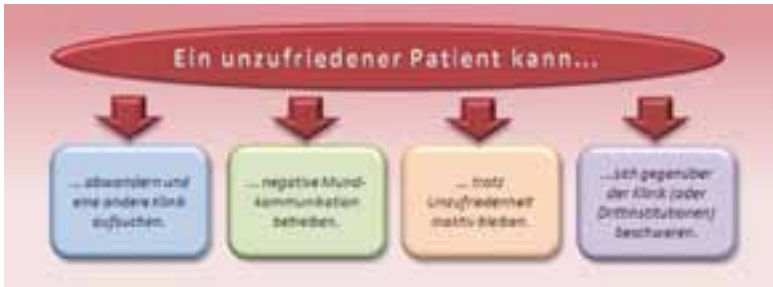 Ein unzufriedener Patient kann...
... abwandern und
eine andere Klinik
aufsuchen.
... negative Mund-
kommunikation
betreiben.
... trotz
Unzufriedenheit
inaktiv bleiben.
...sich gegenüber
der Klinik (oder
Drittinstitutionen)
beschweren.